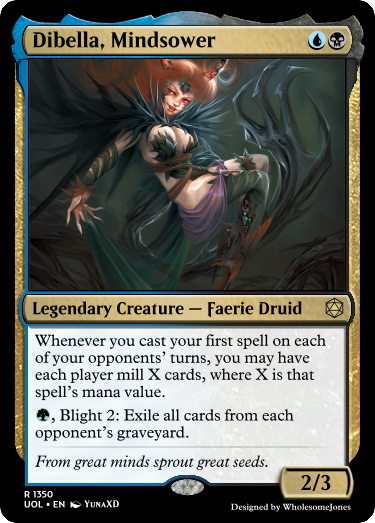 Dibella, Mindsower
Legendary Creature — Faerie Druid
Whenever you cast your first spell on each
of your opponents' turns, you may have
each player mill X cards, where X is that
spell's mana value.
, Blight 2: Exile all cards from each
opponent's graveyard.
From great minds sprout great seeds.
2/3
R 1350
UOL • EN YunaXD
Designed by WholesomeJones